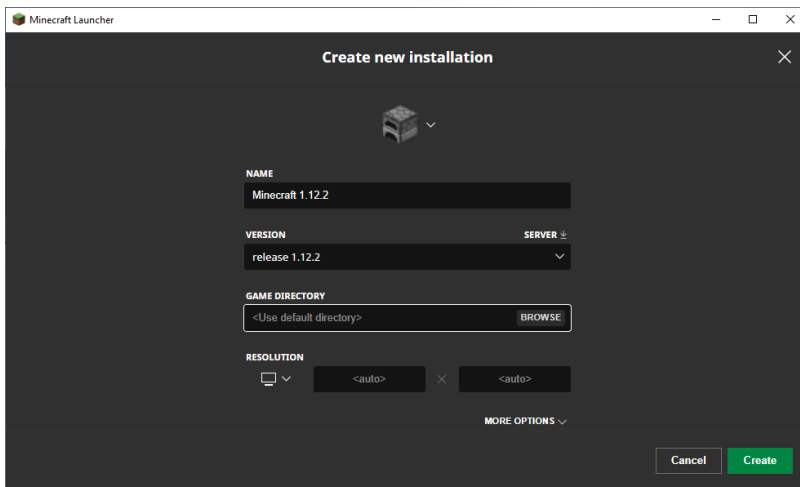 Minecraft Launcher
Create new installation
NAME
Minecraft 1.12.2
VERSION
SERVER
release 1.12.2
GAME DIRECTORY
<Use default directory>
BROWSE
RESOLUTION
<auto>
<auto>
MORE OPTIONS
Cancel
Create